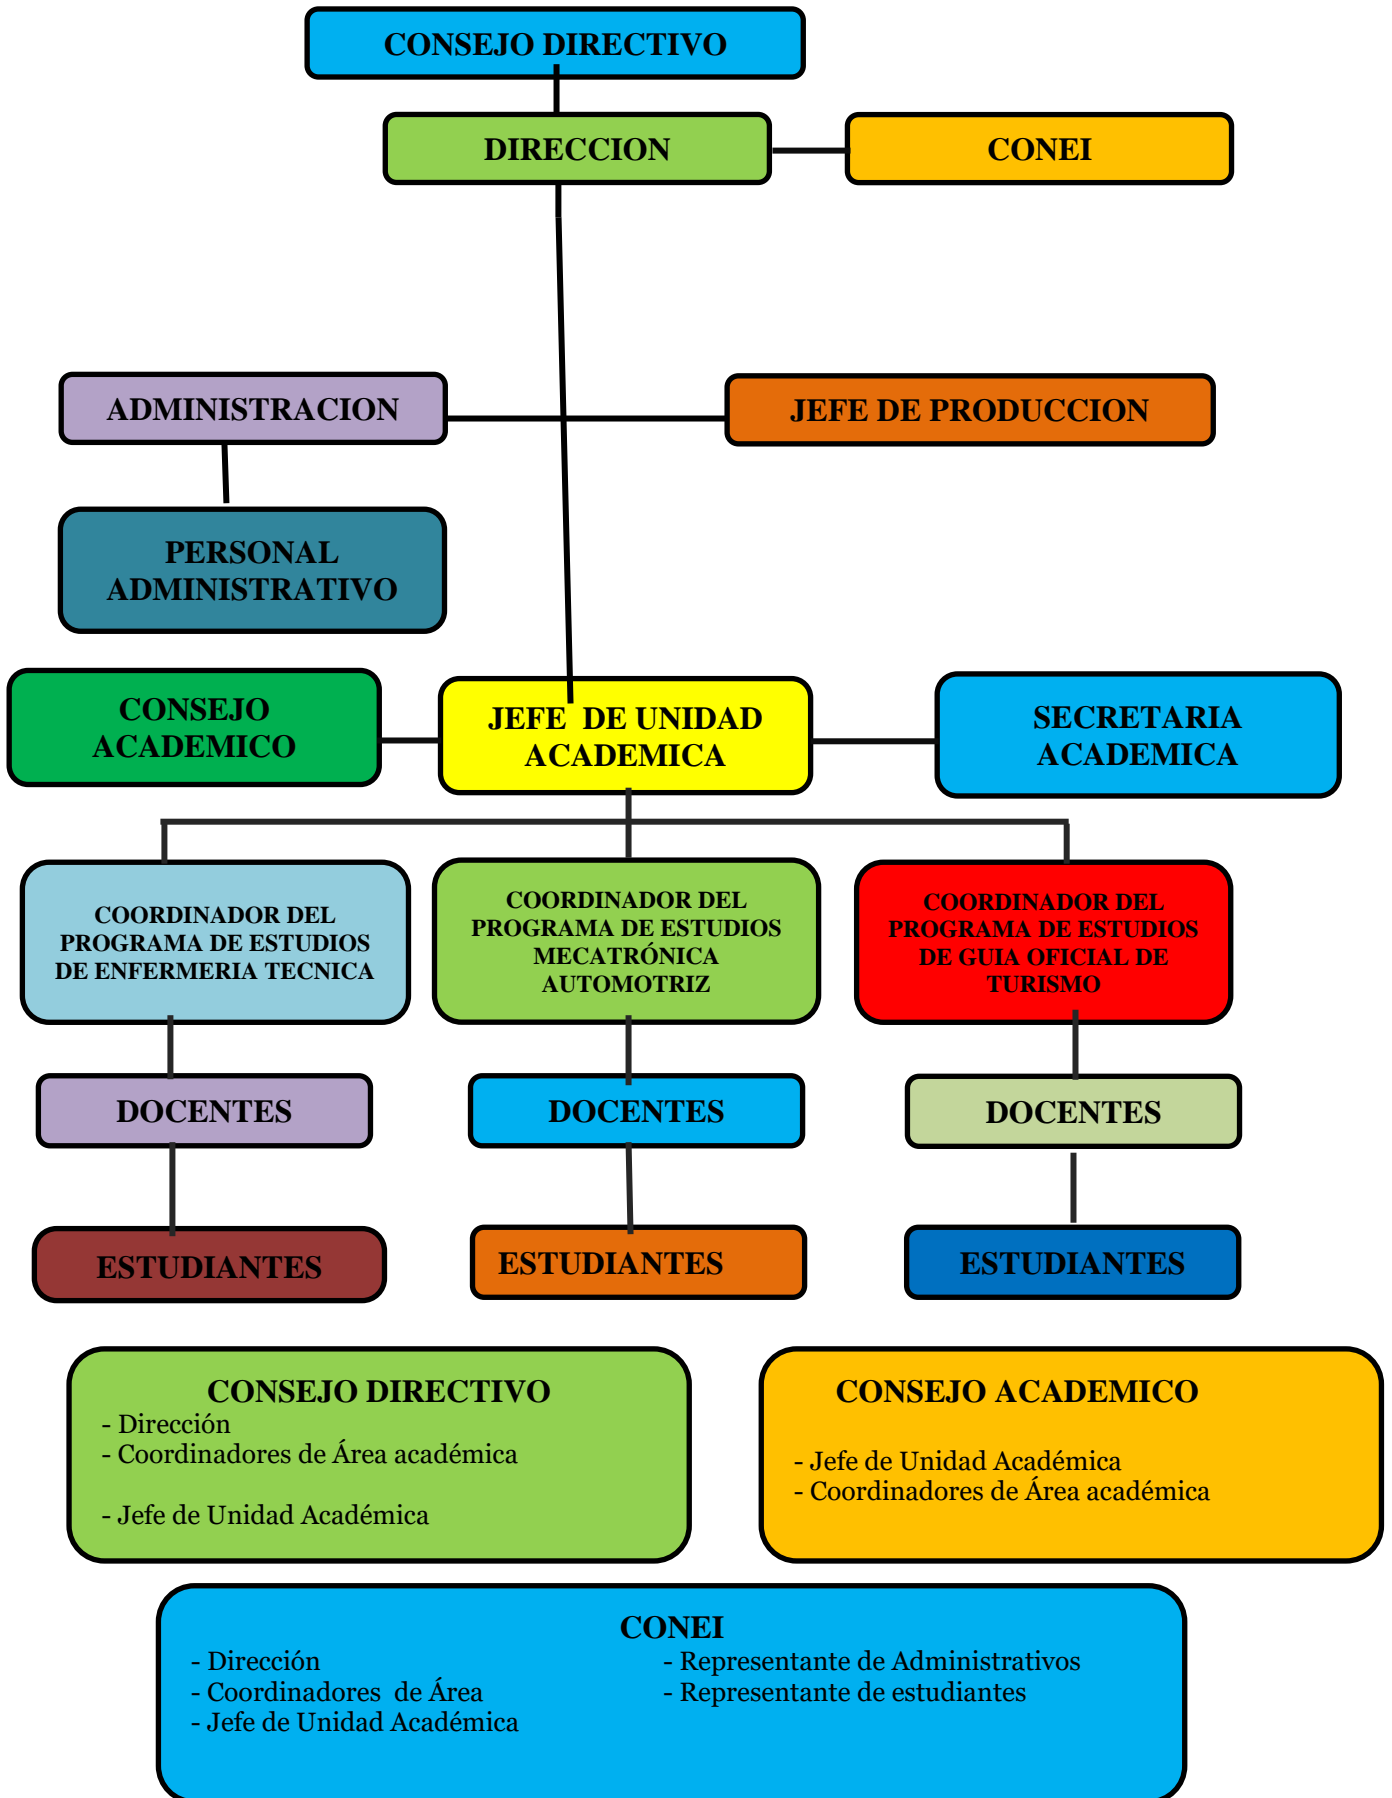 CONSEJO DIRECTIVO
DIRECCION
CONEI
ADMINISTRACION
JEFE DE PRODUCCION
PERSONAL
ADMINISTRATIVO
CONSEJO
ACADEMICO
JEFE  DE UNIDAD
ACADEMICA
SECRETARIA
ACADEMICA
COORDINADOR DEL
PROGRAMA DE ESTUDIOS
DE ENFERMERIA TECNICA
COORDINADOR DEL
PROGRAMA DE ESTUDIOS
MECATRÓNICA
AUTOMOTRIZ
COORDINADOR DEL
PROGRAMA DE ESTUDIOS
DE GUIA OFICIAL DE
TURISMO
DOCENTES
DOCENTES
DOCENTES
ESTUDIANTES
ESTUDIANTES
ESTUDIANTES
CONSEJO DIRECTIVO
- Dirección
- Coordinadores de Área académica
- Jefe de Unidad Académica
CONSEJO ACADEMICO
- Jefe de Unidad Académica
- Coordinadores de Área académica
CONEI
- Dirección
- Coordinadores  de Área
- Jefe de Unidad Académica
- Representante de Administrativos
- Representante de estudiantes